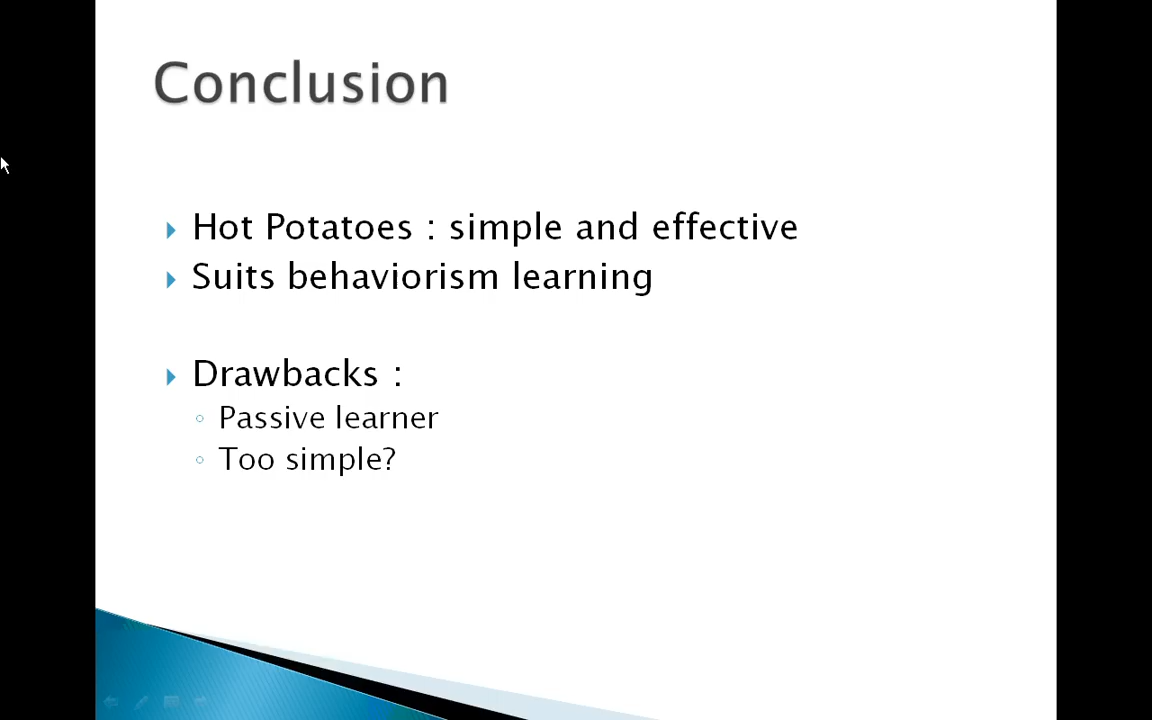 Conclusion
Hot Potatoes : simple and effective
Suits behaviorism learning
Drawbacks :
Passive learner
Too simple?